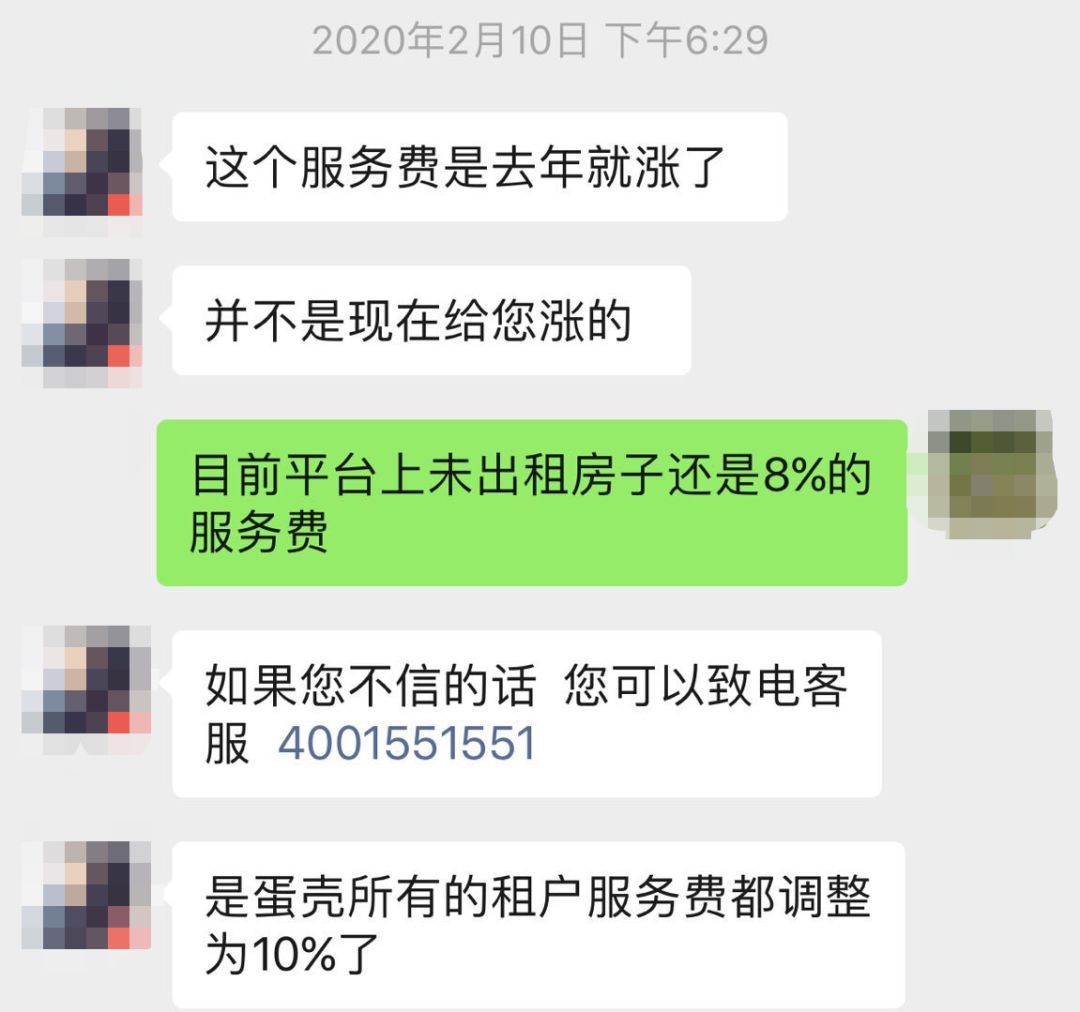 2020年2月10日 下午6:29
这个服务费是去年就涨了
并不是现在给您涨的
目前平台上未出租房子还是8%的
服务费
如果您不信的话 您可以致电客
服 4001551551
是蛋壳所有的租户服务费都调整
为10%了